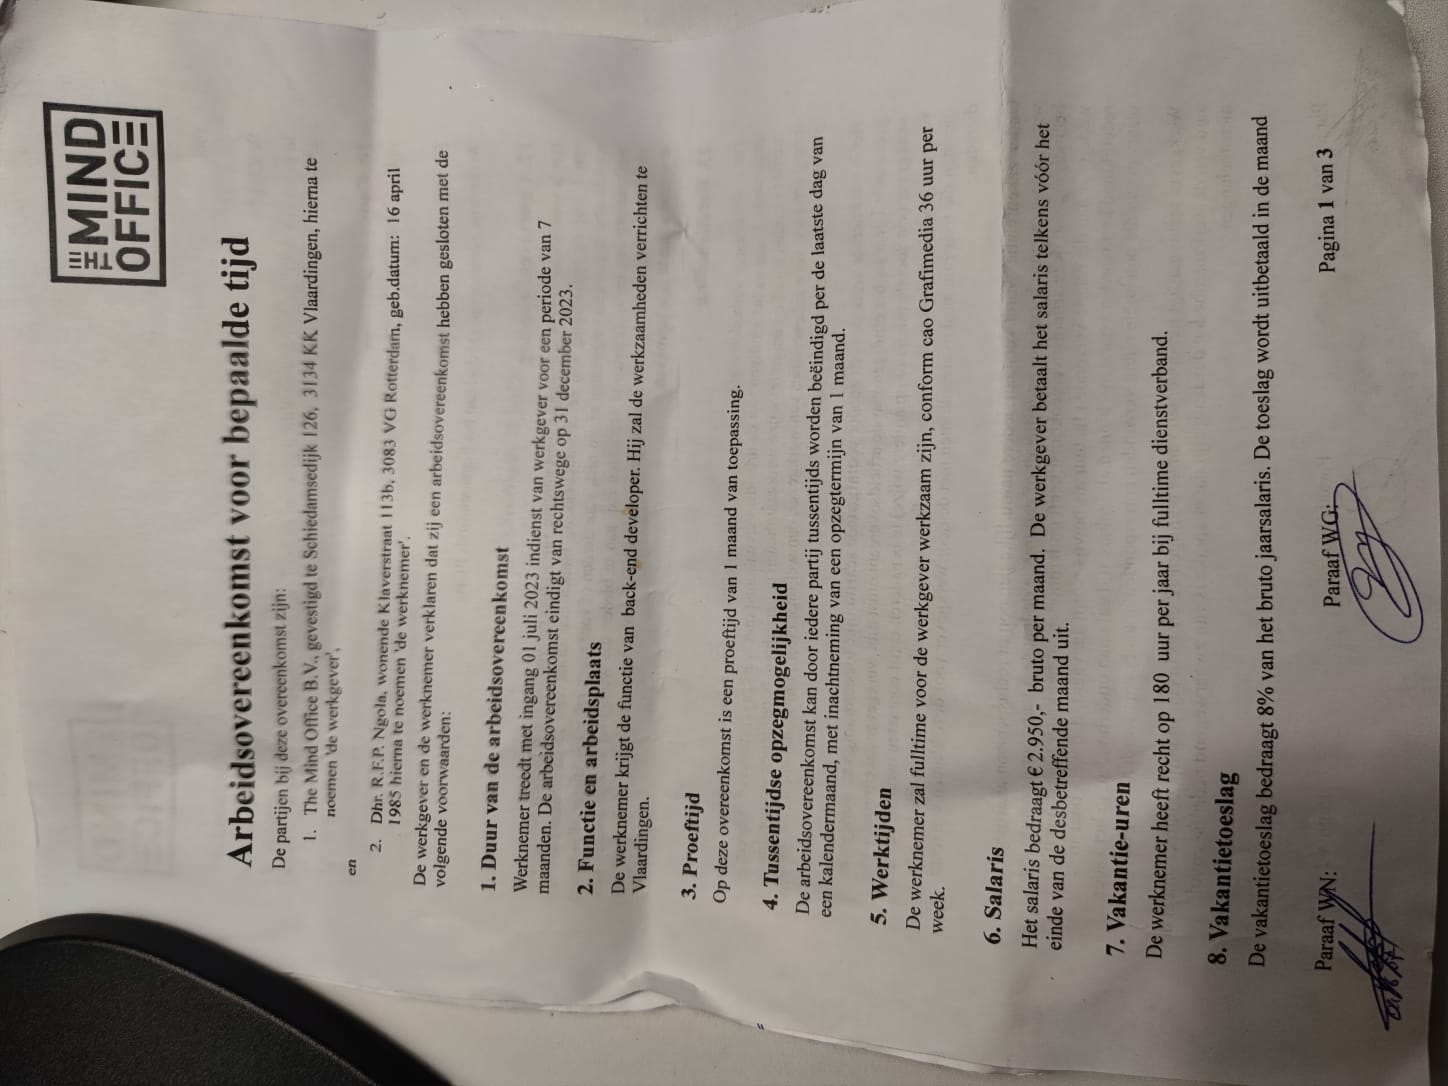 THE MIND
OFFICE
Arbeidsovereenkomst voor bepaalde tijd
De partijen bij deze overeenkomst zijn:
1. The Mind Office B.V., gevestigd te Schiedamsedijk 126, 3134 KK Vlaardingen, hierna te
noemen 'de werkgever',
en
2. Dhr. R.F.P. Ngola, wonende Klaverstraat 113b, 3083 VG Rotterdam, geb.datum: 16 april
1985 hierna te noemen 'de werknemer'.
De werkgever en de werknemer verklaren dat zij een arbeidsovereenkomst hebben gesloten met de
volgende voorwaarden:
1. Duur van de arbeidsovereenkomst
Werknemer treedt met ingang 01 juli 2023 indienst van werkgever voor een periode van 7
maanden. De arbeidsovereenkomst eindigt van rechtswege op 31 december 2023.
2. Functie en arbeidsplaats
De werknemer krijgt de functie van back-end developer. Hij zal de werkzaamheden verrichten te
Vlaardingen.
3. Proeftijd
Op deze overeenkomst is een proeftijd van 1 maand van toepassing.
4. Tussentijdse opzegmogelijkheid
De arbeidsovereenkomst kan door iedere partij tussentijds worden beëindigd per de laatste dag van
een kalendermaand, met inachtneming van een opzegtermijn van 1 maand.
5. Werktijden
De werknemer zal fulltime voor de werkgever werkzaam zijn, conform cao Grafimedia 36 uur per
week.
6. Salaris
Het salaris bedraagt € 2.950,- bruto per maand. De werkgever betaalt het salaris telkens vóór het
einde van de desbetreffende maand uit.
7. Vakantie-uren
De werknemer heeft recht op 180 uur per jaar bij fulltime dienstverband.
8. Vakantietoeslag
De vakantietoeslag bedraagt 8% van het bruto jaarsalaris. De toeslag wordt uitbetaald in de maand
Paraaf WN: Paraaf WG: Pagina 1 van 3